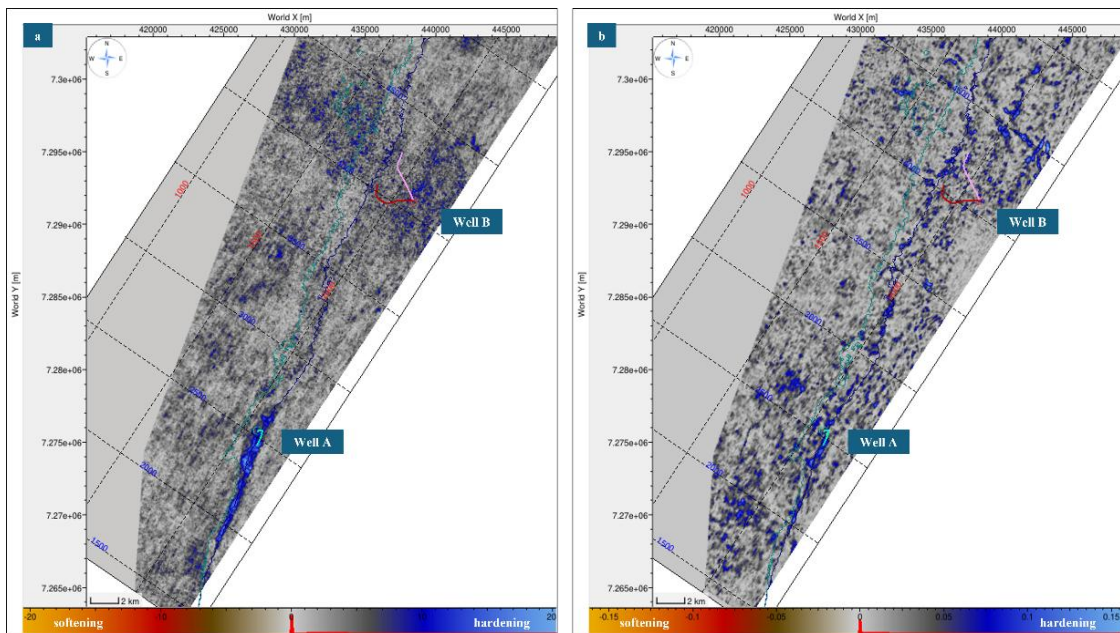 World X [m]
a
420000 425000 430000 435000 440000 445000
N
W E
S
7.3e+06
7.295e+06
7.29e+06
7.285e+06
7.28e+06
7.275e+06
7.27e+06
7.265e+06
World Y [m]
1000
3500
3000
2000
1500
Well B
Well A
2 km
-20 -10 0 10 20
softening hardening
World X [m]
b
420000 425000 430000 435000 440000 445000
N
W E
S
7.3e+06
7.295e+06
7.29e+06
7.285e+06
7.28e+06
7.275e+06
7.27e+06
7.265e+06
World Y [m]
1000
3500
1500
Well B
Well A
2 km
-0.15 -0.1 -0.05 0 0.05 0.1 0.15
softening hardening